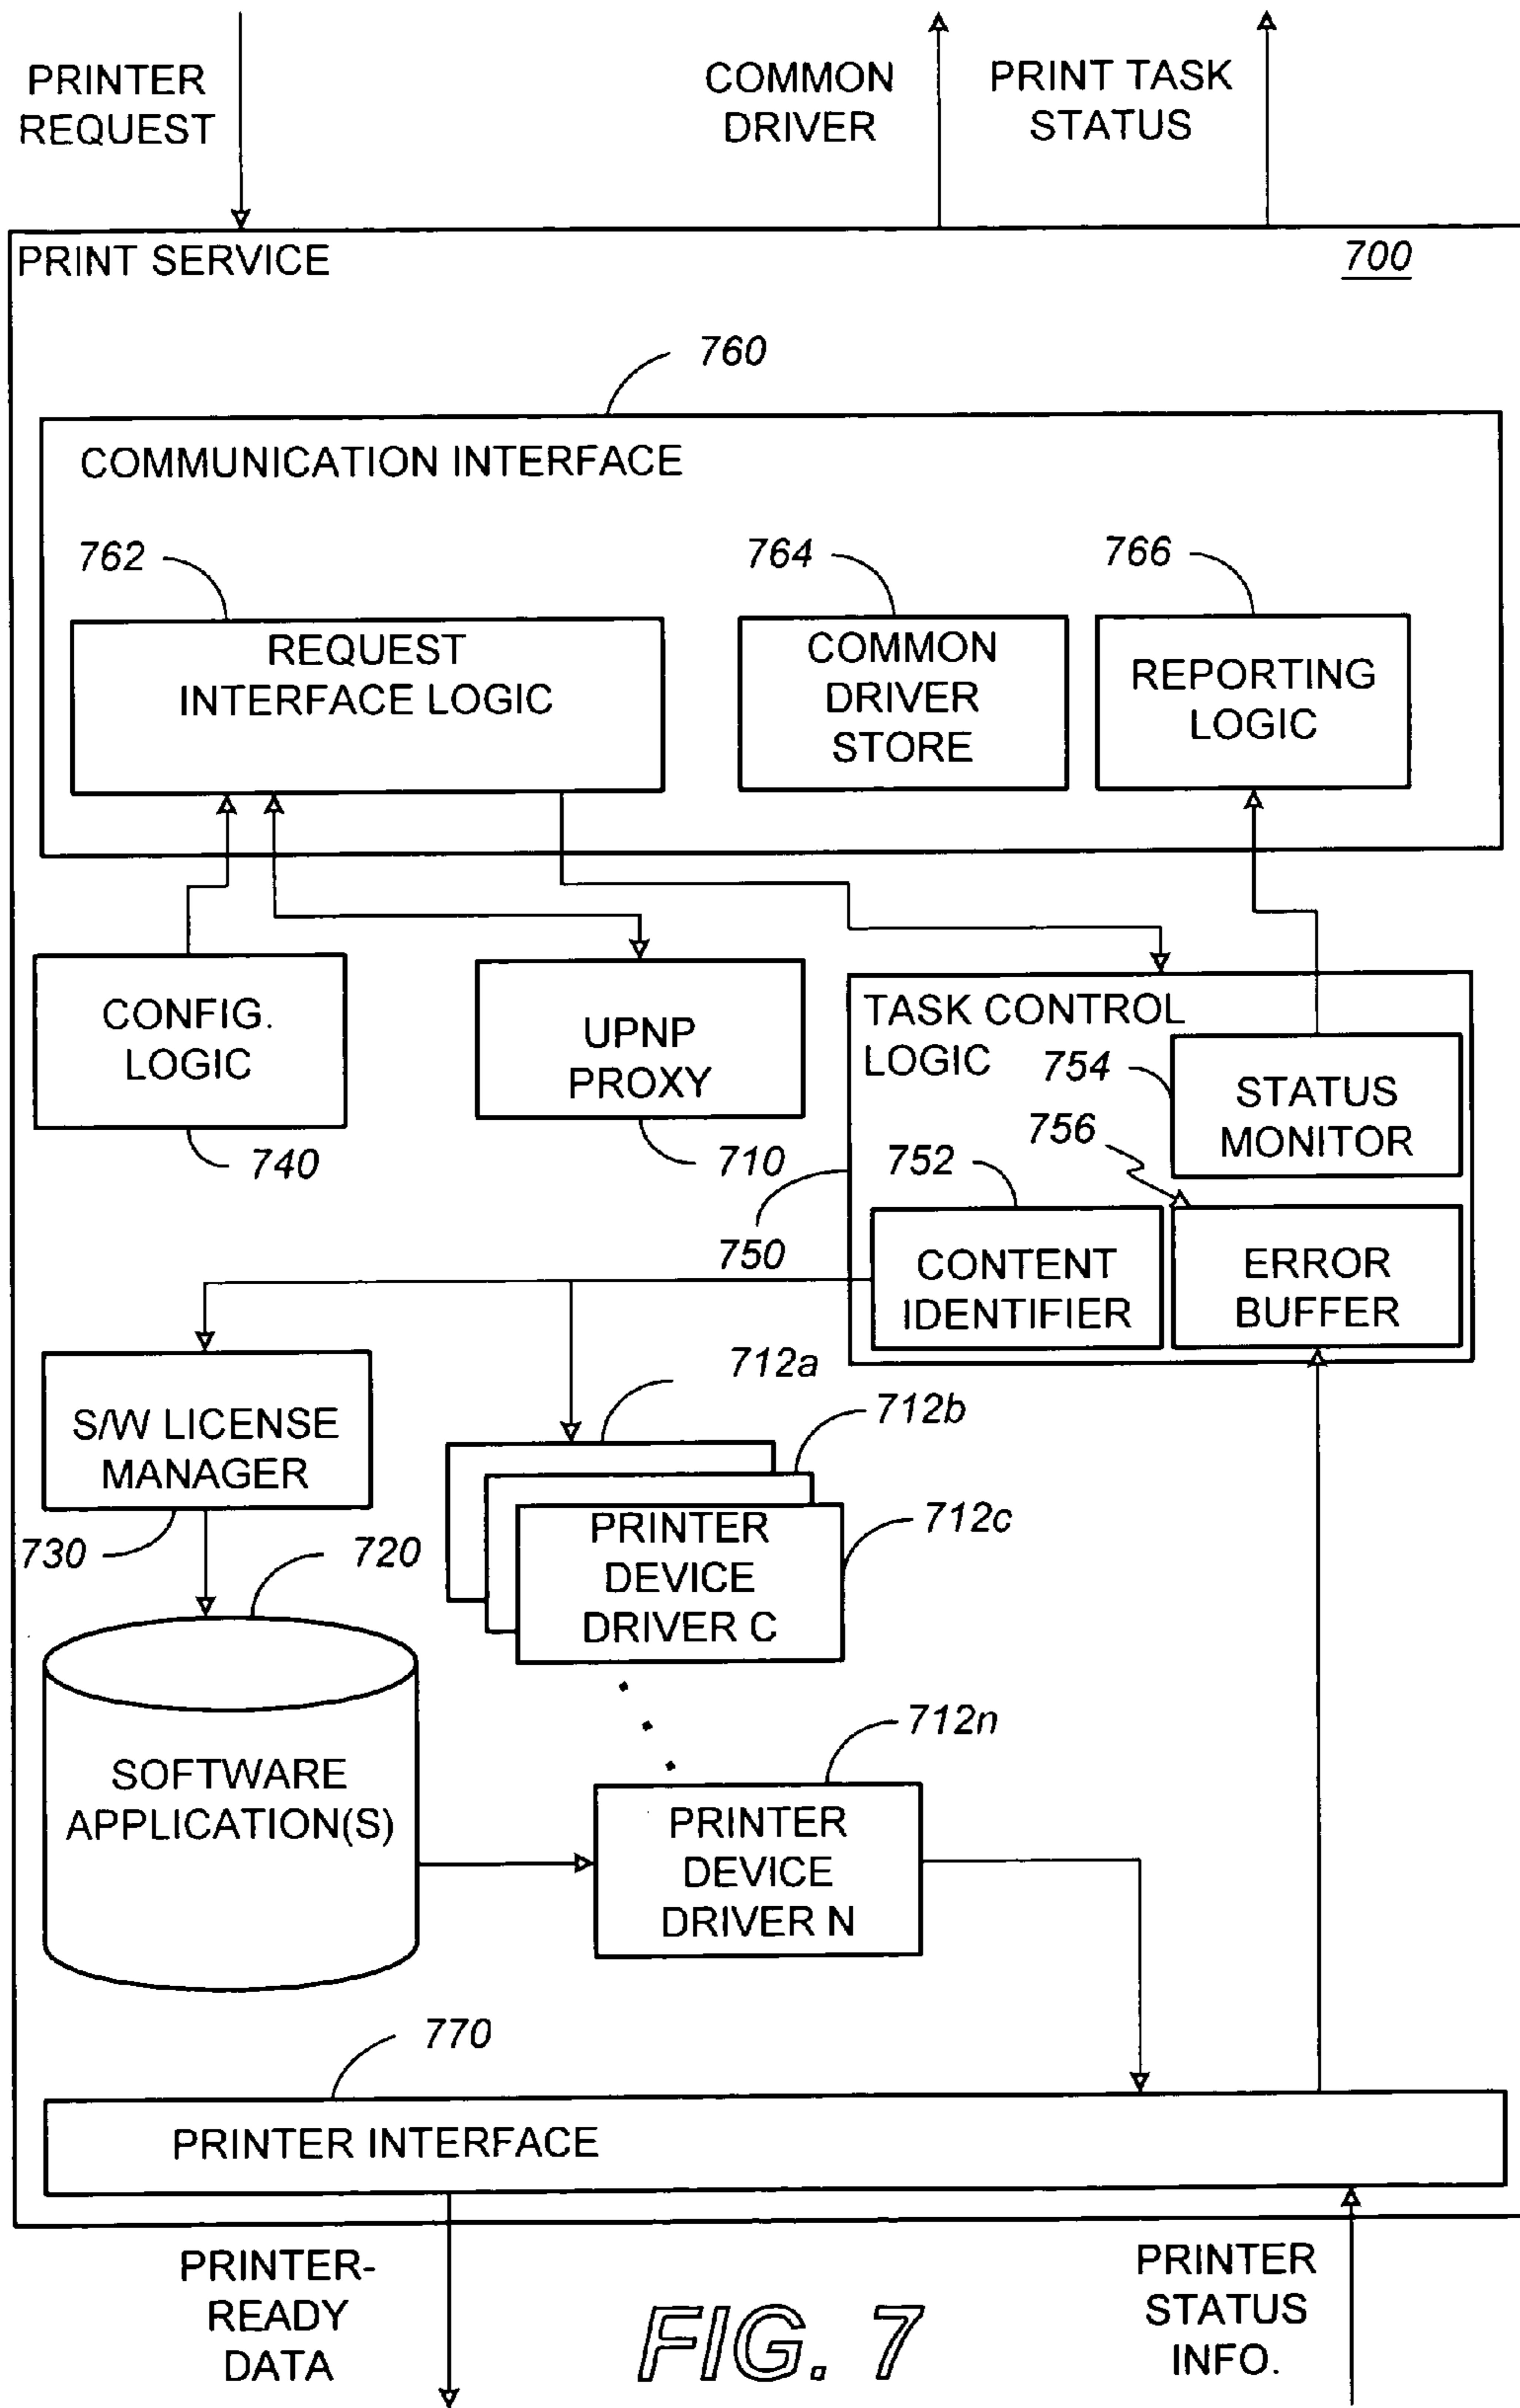 PRINTER
REQUEST
COMMON
DRIVER
PRINT TASK
STATUS
PRINT SERVICE
700
760
COMMUNICATION INTERFACE
762
764
766
REQUEST
INTERFACE LOGIC
COMMON
DRIVER
STORE
REPORTING
LOGIC
CONFIG.
LOGIC
740
UPNP
PROXY
710
TASK CONTROL
LOGIC
754
STATUS
MONITOR
756
752
750
CONTENT
IDENTIFIER
ERROR
BUFFER
S/W LICENSE
MANAGER
730
720
712a
712b
712c
PRINTER
DEVICE
DRIVER C
SOFTWARE
APPLICATION(S)
712n
PRINTER
DEVICE
DRIVER N
770
PRINTER INTERFACE
PRINTER-
READY
DATA
PRINTER
STATUS
INFO.
FIG. 7